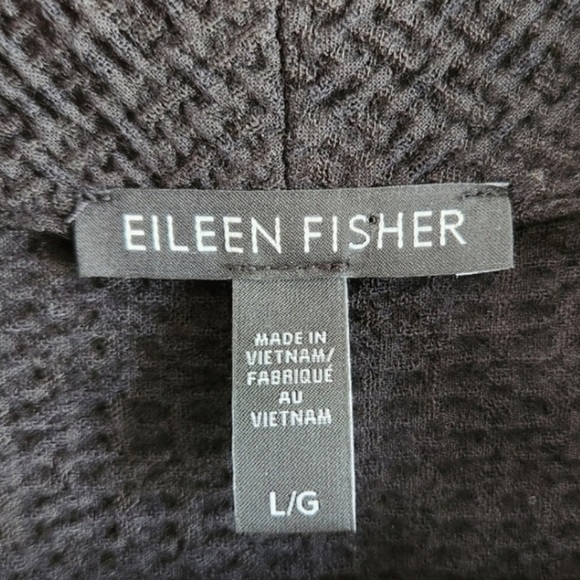 EILEEN FISHER
MADE IN
VIETNAM/
FABRIQUÉ
AU
VIETNAM
L/G